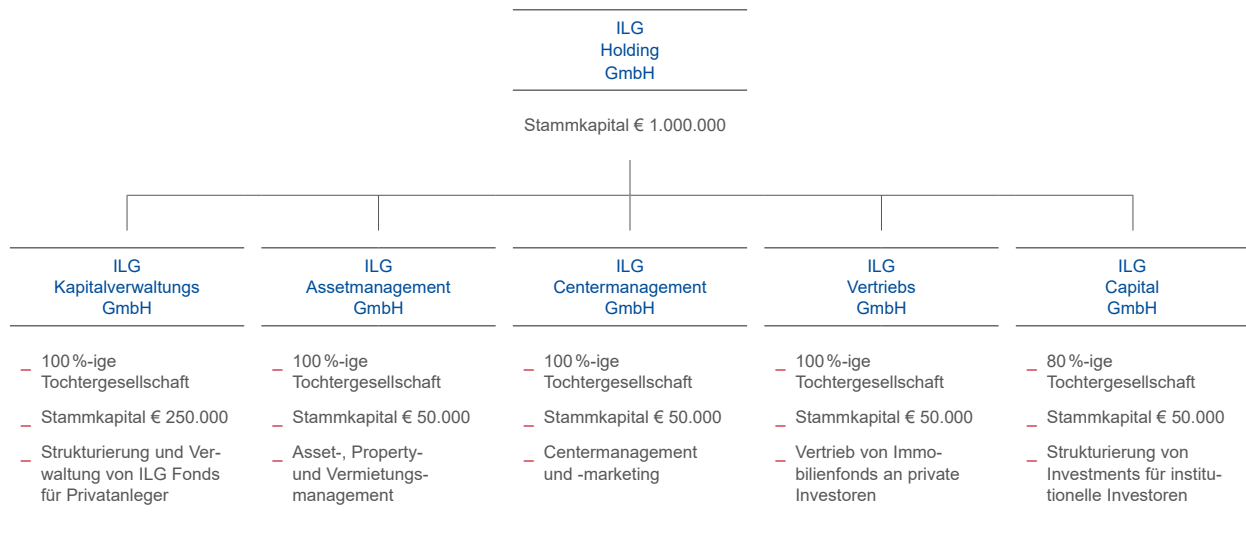 ILG
Holding
GmbH
Stammkapital € 1.000.000
ILG
Kapitalverwaltungs
GmbH
100 %-ige
Tochtergesellschaft
Stammkapital € 250.000
Strukturierung und Ver-
waltung von ILG Fonds
für Privatanleger
ILG
Assetmanagement
GmbH
100 %-ige
Tochtergesellschaft
Stammkapital € 50.000
Asset-, Property-
und Vermietungs-
management
ILG
Centermanagement
GmbH
100 %-ige
Tochtergesellschaft
Stammkapital € 50.000
Centermanagement
und -marketing
ILG
Vertriebs
GmbH
100 %-ige
Tochtergesellschaft
Stammkapital € 50.000
Vertrieb von Immo-
bilienfonds an private
Investoren
ILG
Capital
GmbH
80 %-ige
Tochtergesellschaft
Stammkapital € 50.000
Strukturierung von
Investments für institu-
tionelle Investoren